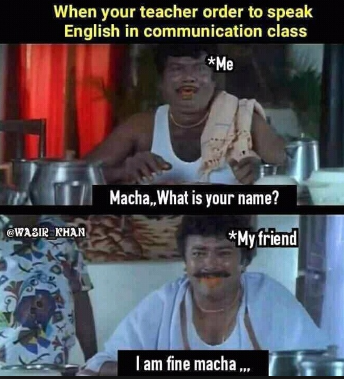 When your teacher order to speak
English in communication class
*Me
Macha,,What is your name?
@WASIR_KHAN
*My friend
I am fine macha ,,,